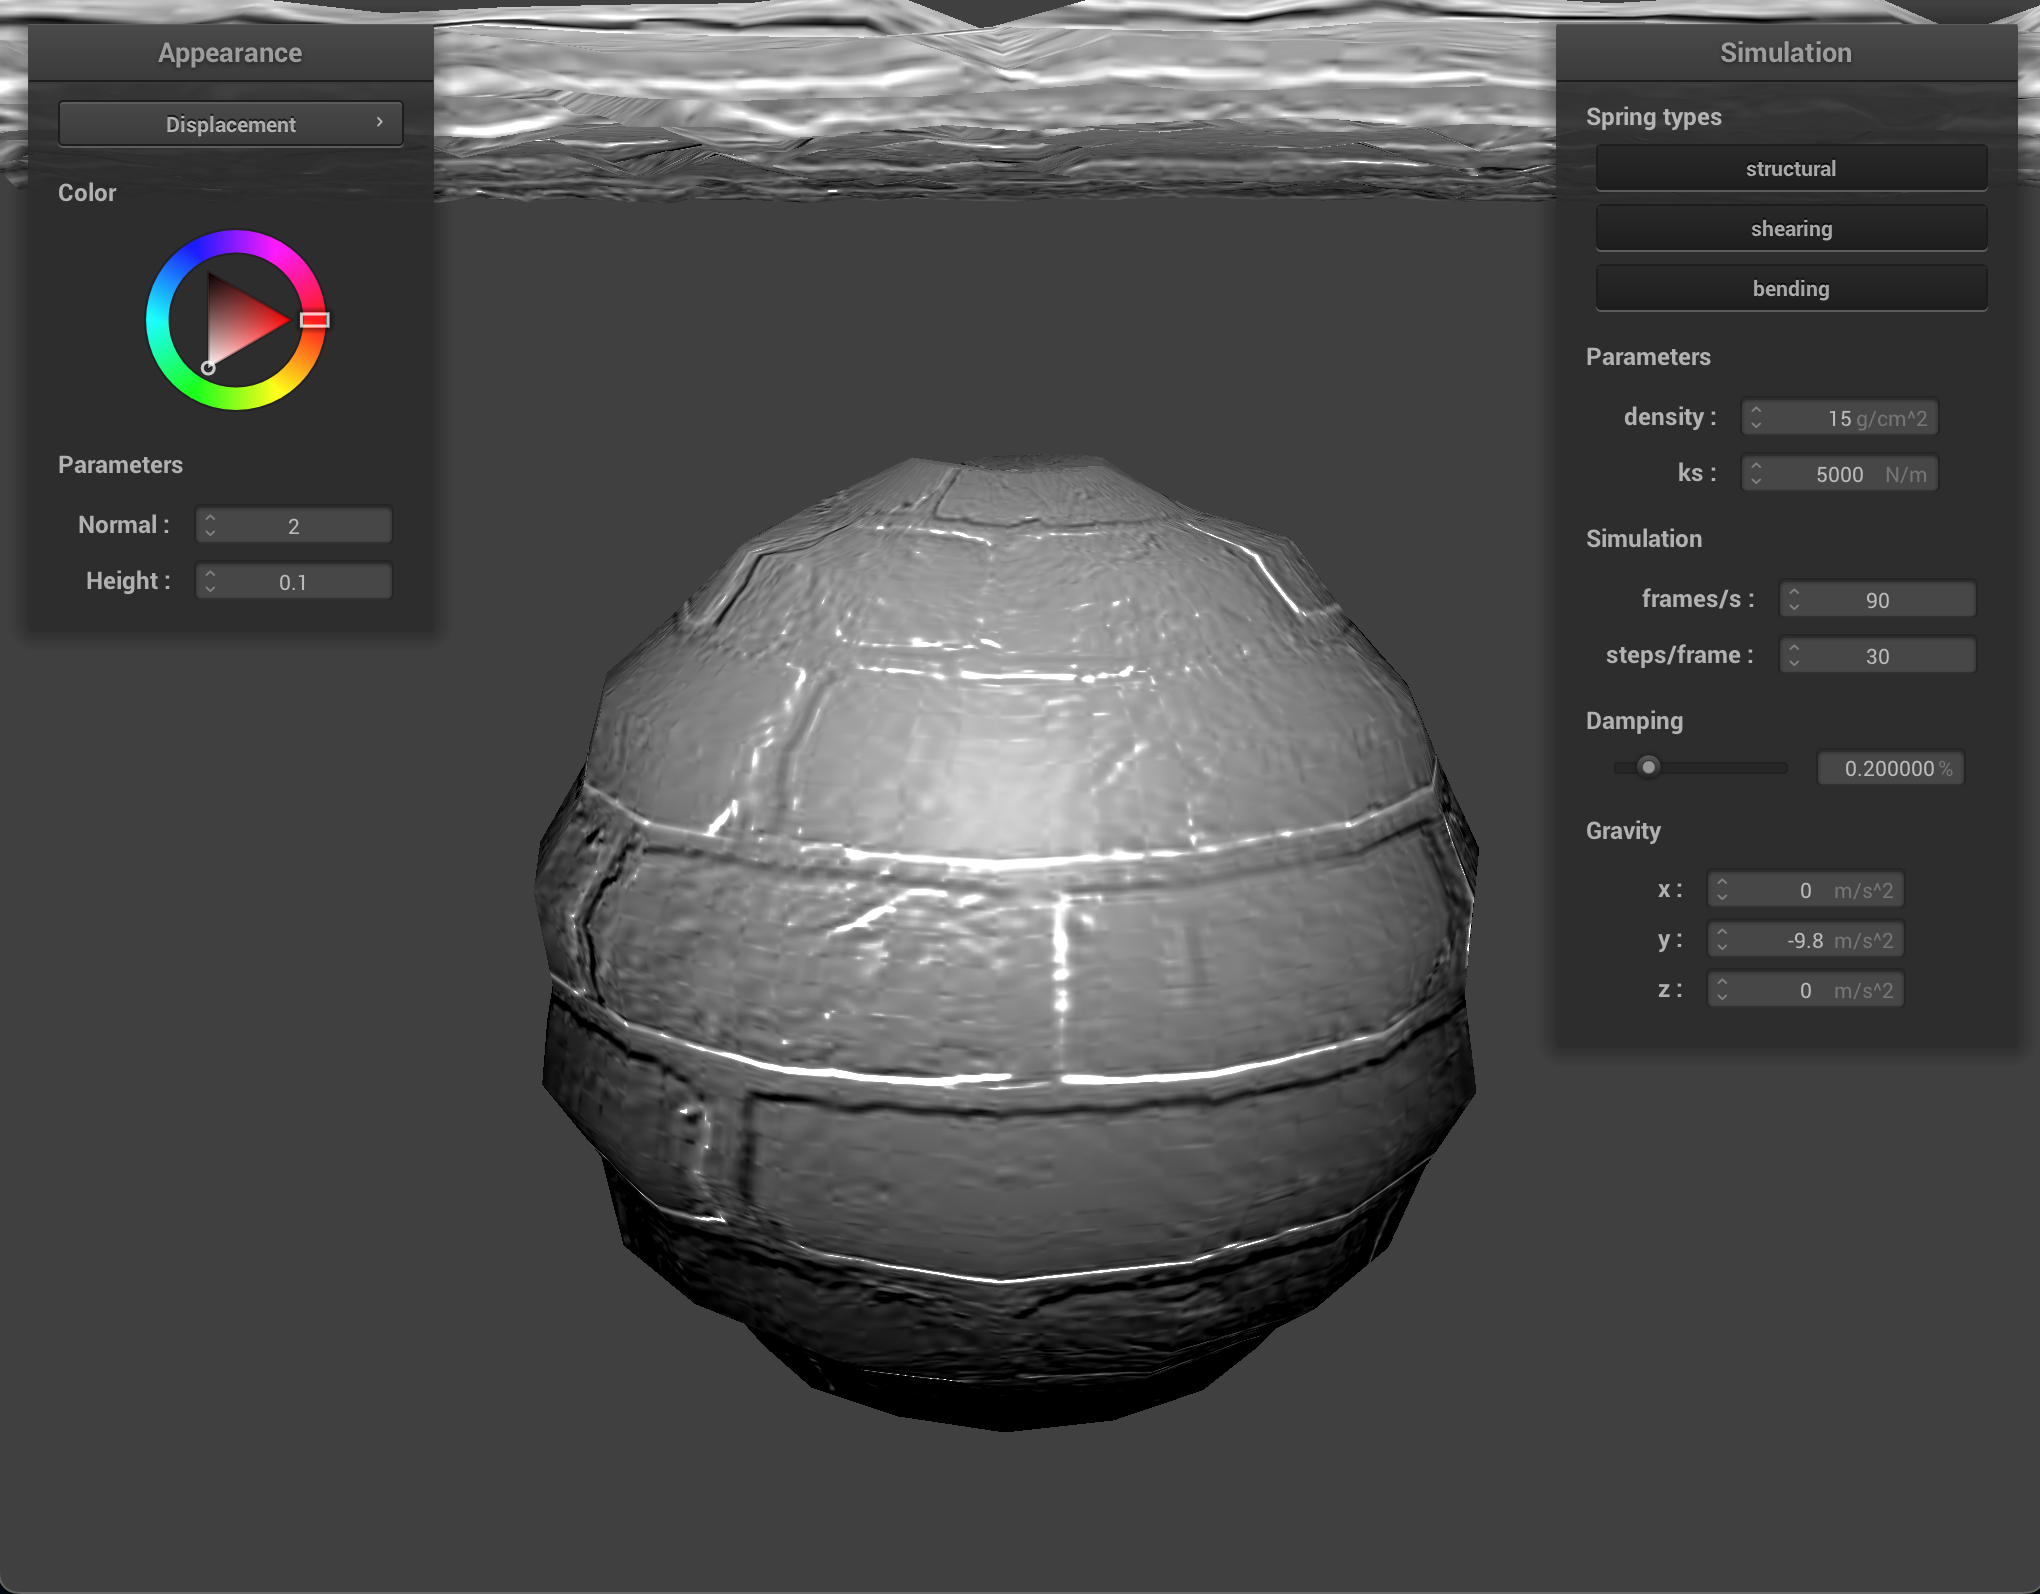 Appearance
Displacement
Color
Parameters
Normal : 2
Height : 0.1
Simulation
Spring types
structural
shearing
bending
Parameters
density : 15 g/cm^2
ks : 5000 N/m
Simulation
frames/s : 90
steps/frame : 30
Damping
0.200000 %
Gravity
x : 0 m/s^2
y : -9.8 m/s^2
z : 0 m/s^2